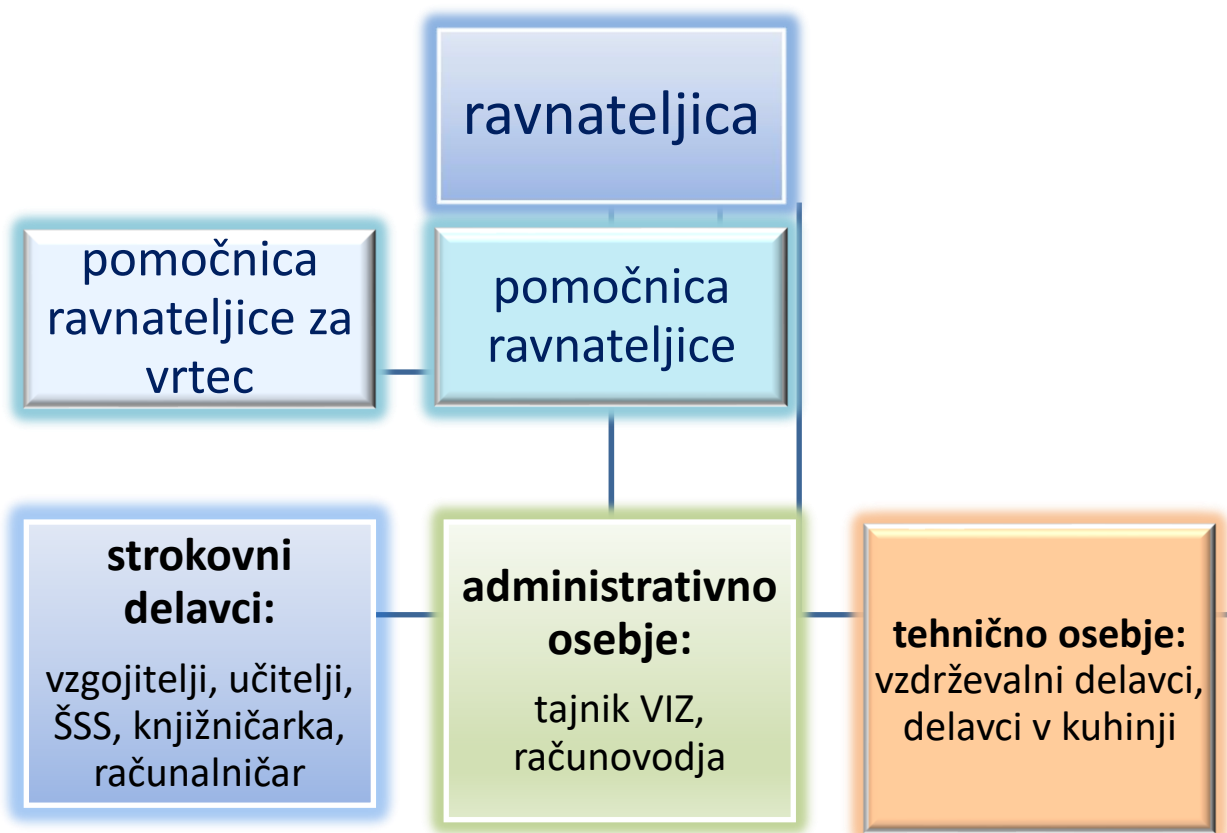 ravnateljica
pomočnica
ravnateljice za
vrtec
pomočnica
ravnateljice
strokovni
delavci:
vzgojitelji, učitelji,
ŠSS, knjižničarka,
računalničar
administrativno
osebje:
tajnik VIZ,
računovodja
tehnično osebje:
vzdrževalni delavci,
delavci v kuhinji